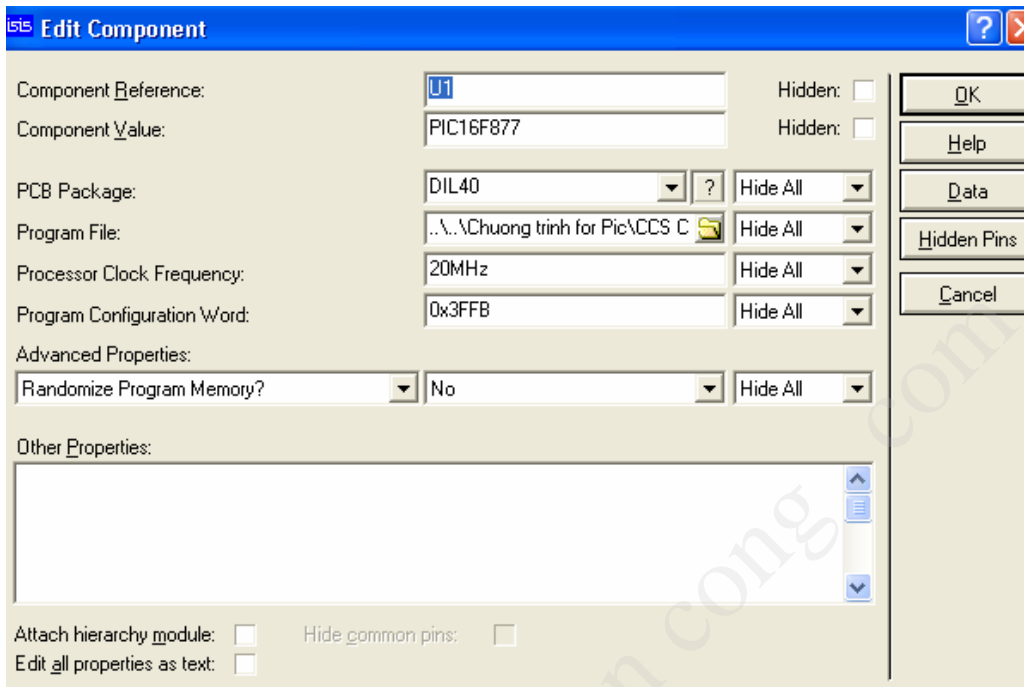 isis Edit Component ?
Component Reference: U1 Hidden: OK
Component Value: PIC16F877 Hidden: Help
PCB Package: DIL40 ? Hide All Data
Program File: ..\..\Chuong trinh for Pic\CCS C Hide All Hidden Pins
Processor Clock Frequency: 20MHz Hide All
Cancel
Program Configuration Word: 0x3FFB Hide All
Advanced Properties:
Randomize Program Memory? No Hide All
Other Properties:
Attach hierarchy module: Hide common pins:
Edit all properties as text:
cong com